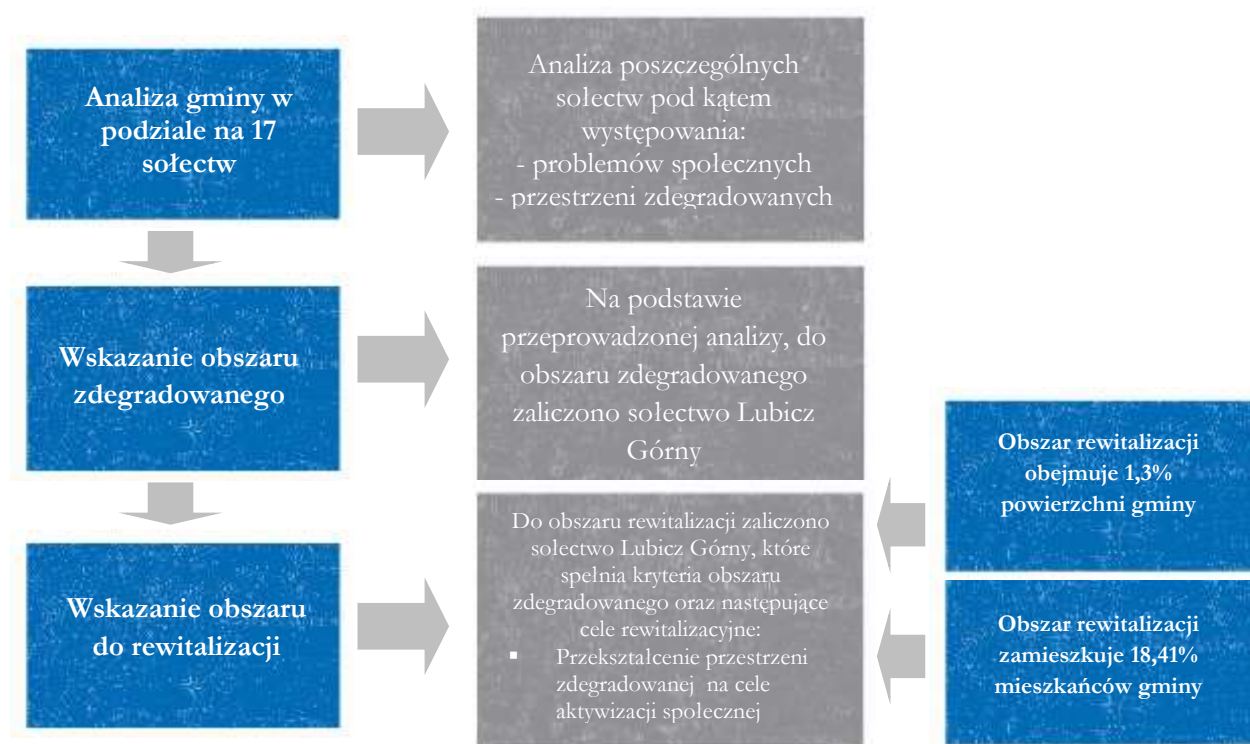 Analiza gminy w
podziale na 17
sołectw
Analiza poszczególnych
sołectw pod kątem
występowania:
- problemów społecznych
- przestrzeni zdegradowanych
Wskazanie obszaru
zdegradowanego
Na podstawie
przeprowadzonej analizy, do
obszaru zdegradowanego
zaliczono sołectwo Lubicz
Górny
Wskazanie obszaru
do rewitalizacji
Do obszaru rewitalizacji zaliczono
sołectwo Lubicz Górny, które
spełnia kryteria obszaru
zdegradowanego oraz następujące
cele rewitalizacyjne:
▪ Przekształcenie przestrzeni
zdegradowanej na cele
aktywizacji społecznej
Obszar rewitalizacji
obejmuje 1,3%
powierzchni gminy
Obszar rewitalizacji
zamieszkuje 18,41%
mieszkańców gminy